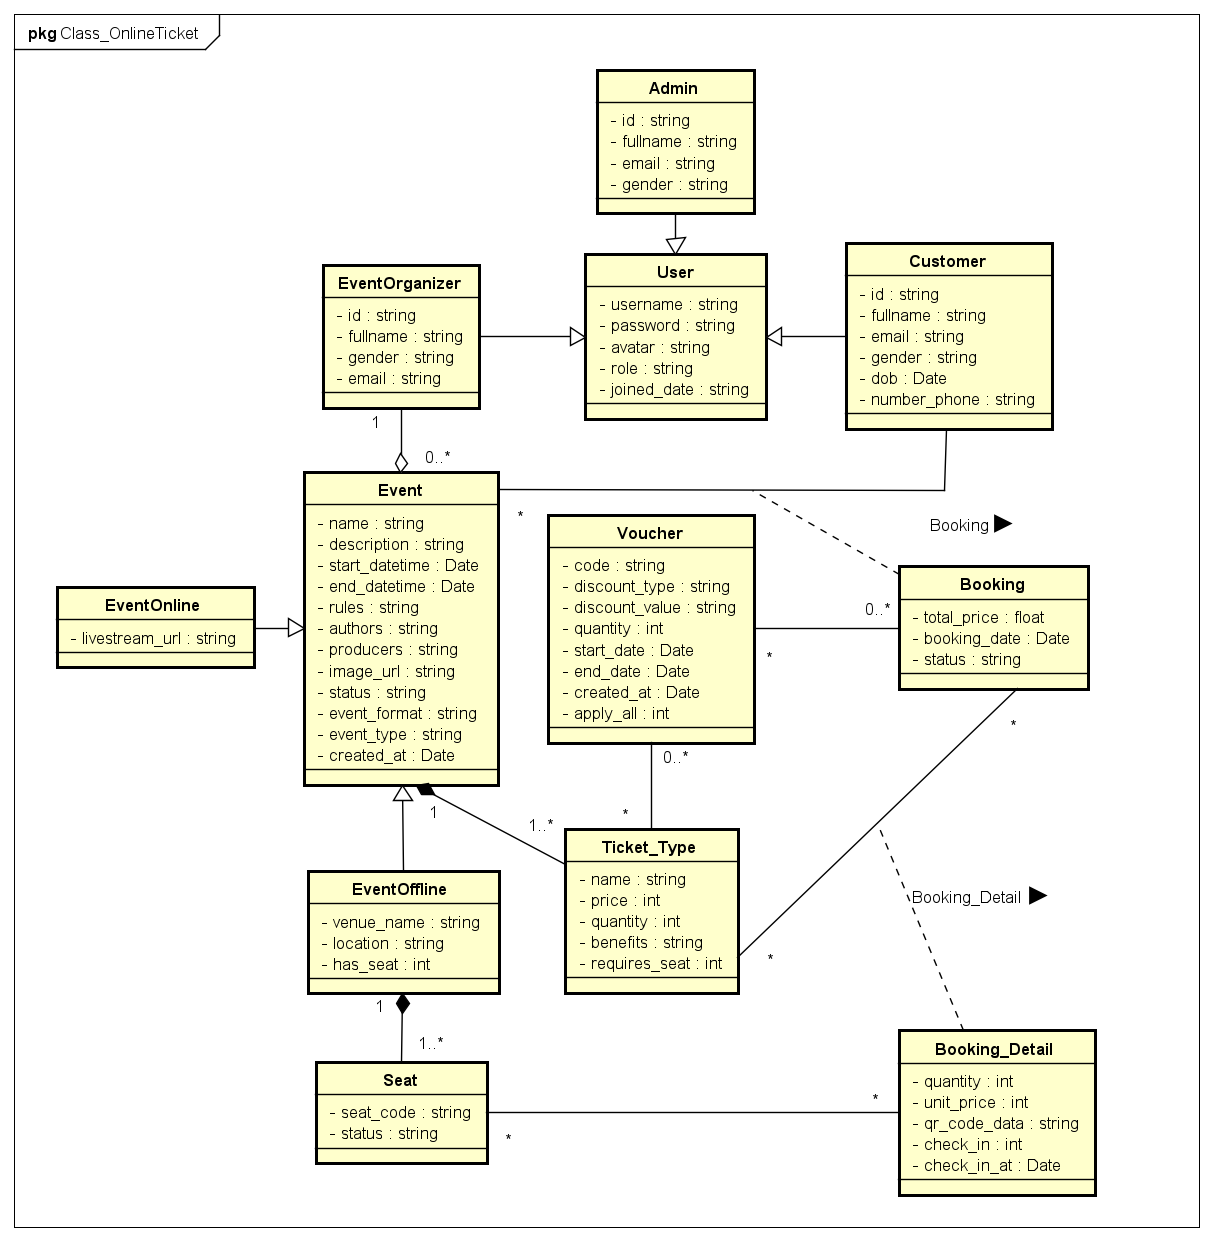 pkg Class_OnlineTicket
Admin
- id : string
- fullname : string
- email : string
- gender : string
EventOrganizer
- id : string
- fullname : string
- gender : string
- email : string
User
- username : string
- password : string
- avatar : string
- role : string
- joined_date : string
Customer
- id : string
- fullname : string
- email : string
- gender : string
- dob : Date
- number_phone : string
1
0..*
Event
- name : string
- description : string
- start_datetime : Date
- end_datetime : Date
- rules : string
- authors : string
- producers : string
- image_url : string
- status : string
- event_format : string
- event_type : string
- created_at : Date
*
Booking
EventOnline
- livestream_url : string
Voucher
- code : string
- discount_type : string
- discount_value : string
- quantity : int
- start_date : Date
- end_date : Date
- created_at : Date
- apply_all : int
Booking
- total_price : float
- booking_date : Date
- status : string
0..*
*
*
0..*
*
1
1..*
Ticket_Type
- name : string
- price : int
- quantity : int
- benefits : string
- requires_seat : int
*
EventOffline
- venue_name : string
- location : string
- has_seat : int
Booking_Detail
1
1..*
Seat
- seat_code : string
- status : string
*
*
Booking_Detail
- quantity : int
- unit_price : int
- qr_code_data : string
- check_in : int
- check_in_at : Date